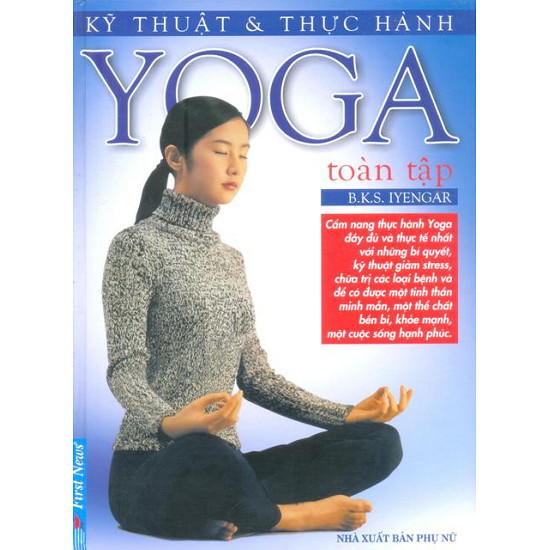 KỸ THUẬT & THỰC HÀNH
YOGA
toàn tập
B.K.S. IYENGAR
Cẩm nang thực hành Yoga
đầy đủ và thực tế nhất
với những bí quyết,
kỹ thuật giảm stress,
chữa trị các loại bệnh và
để có được một tinh thần
minh mẫn, một thể chất
bền bỉ, khỏe mạnh,
một cuộc sống hạnh phúc.
First News
NHÀ XUẤT BẢN PHỤ NỮ